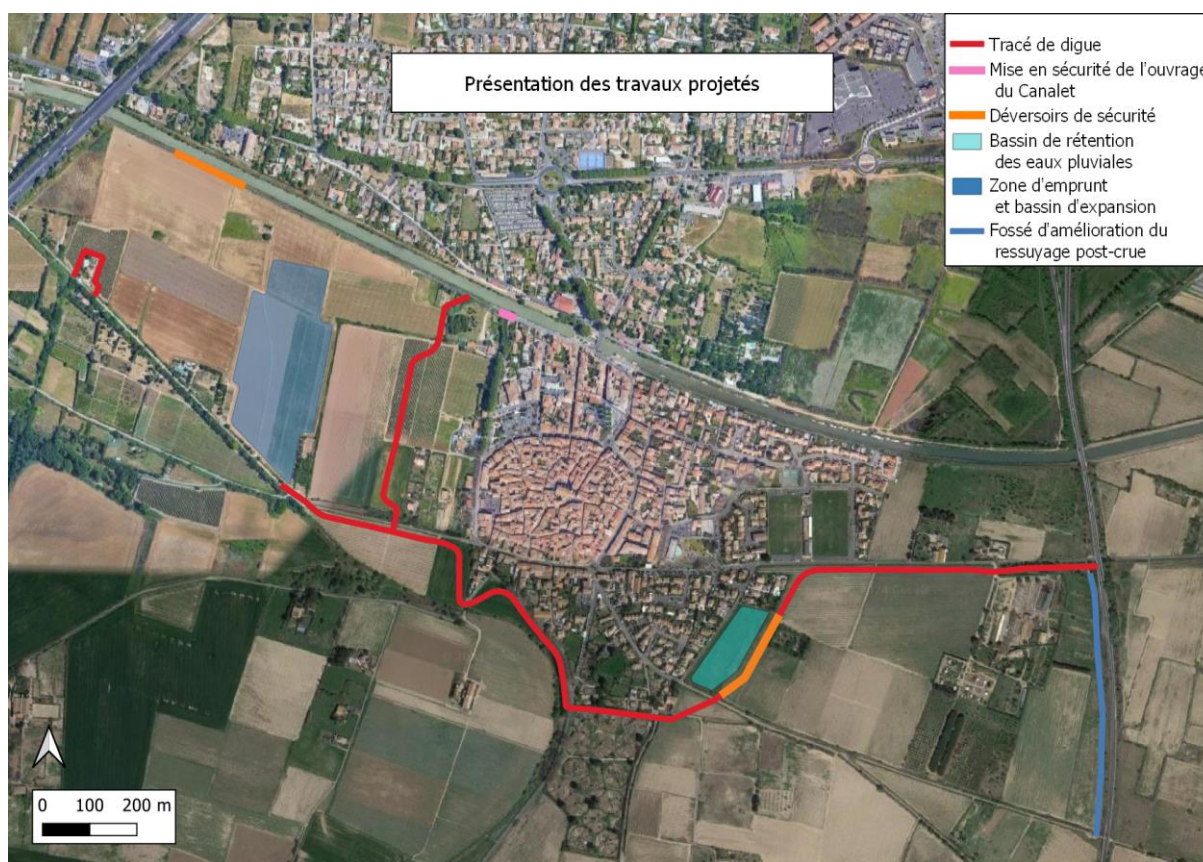 Présentation des travaux projetés
Tracé de digue
Mise en sécurité de l'ouvrage
du Canalet
Déversoirs de sécurité
Bassin de rétention
des eaux pluviales
Zone d'emprunt
et bassin d'expansion
Fossé d'amélioration du
ressuyage post-crue
0 100 200 m